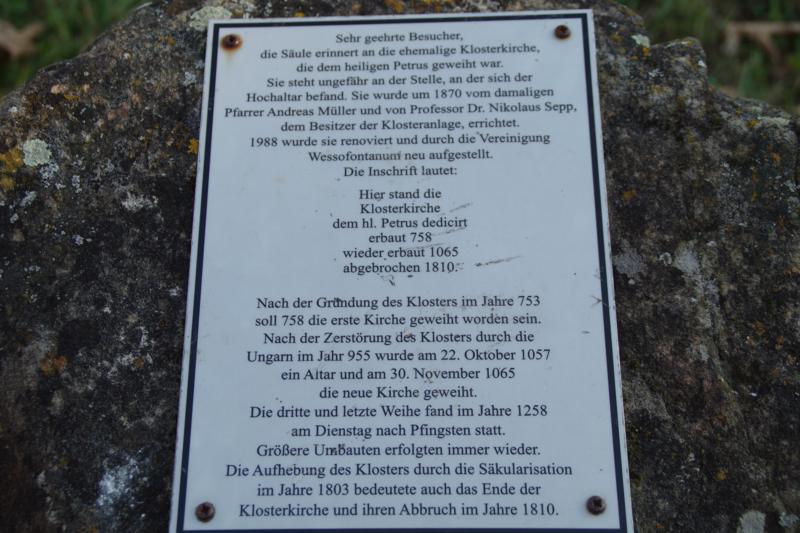 Sehr geehrte Besucher,
die Säule erinnert an die ehemalige Klosterkirche,
die dem heiligen Petrus geweiht war.
Sie steht ungefähr an der Stelle, an der sich der
Hochaltar befand. Sie wurde um 1870 vom damaligen
Pfarrer Andreas Müller und von Professor Dr. Nikolaus Sepp,
dem Besitzer der Klosteranlage, errichtet.
1988 wurde sie renoviert und durch die Vereinigung
Wessofontanum neu aufgestellt.
Die Inschrift lautet:
Hier stand die
Klosterkirche
dem hl. Petrus dedicirt
erbaut 758
wieder erbaut 1065
abgebrochen 1810.
Nach der Gründung des Klosters im Jahre 753
soll 758 die erste Kirche geweiht worden sein.
Nach der Zerstörung des Klosters durch die
Ungarn im Jahr 955 wurde am 22. Oktober 1057
ein Altar und am 30. November 1065
die neue Kirche geweiht.
Die dritte und letzte Weihe fand im Jahre 1258
am Dienstag nach Pfingsten statt.
Größere Umbauten erfolgten immer wieder.
Die Aufhebung des Klosters durch die Säkularisation
im Jahre 1803 bedeutete auch das Ende der
Klosterkirche und ihren Abbruch im Jahre 1810.